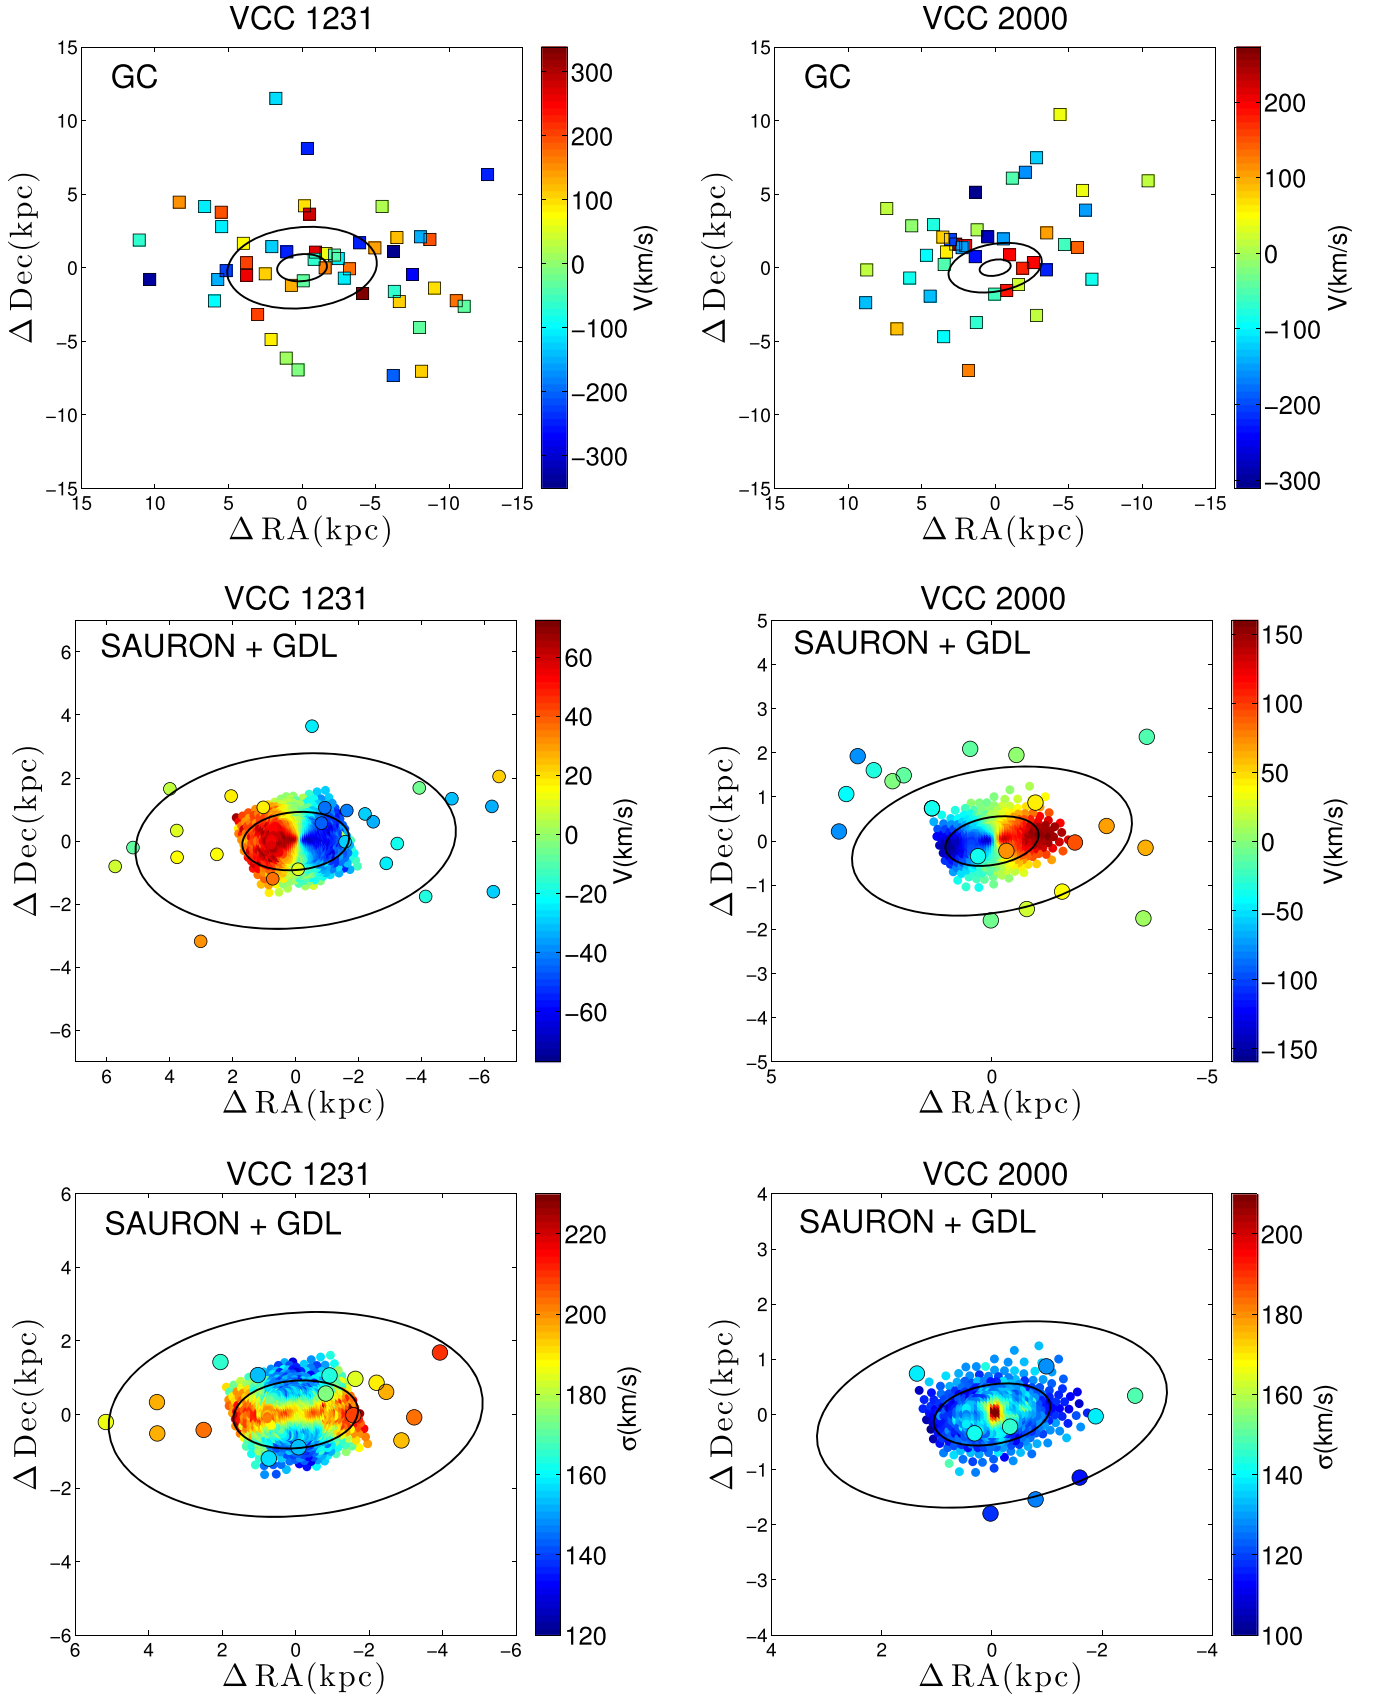 VCC 1231
GC
15
10
5
0
−5
−10
−15
15 10 5 0 −5 −10 −15
Δ RA(kpc)
Δ Dec(kpc)
300
200
100
0
−100
−200
−300
V(km/s)
VCC 2000
GC
15
10
5
0
−5
−10
−15
15 10 5 0 −5 −10 −15
Δ RA(kpc)
Δ Dec(kpc)
200
100
0
−100
−200
−300
V(km/s)
VCC 1231
SAURON + GDL
6
4
2
0
−2
−4
−6
6 4 2 0 −2 −4 −6
Δ RA(kpc)
Δ Dec(kpc)
60
40
20
0
−20
−40
−60
V(km/s)
VCC 2000
SAURON + GDL
5
4
3
2
1
0
−1
−2
−3
−4
−5
5 0 −5
Δ RA(kpc)
Δ Dec(kpc)
150
100
50
0
−50
−100
−150
V(km/s)
VCC 1231
SAURON + GDL
6
4
2
0
−2
−4
−6
6 4 2 0 −2 −4 −6
Δ RA(kpc)
Δ Dec(kpc)
220
200
180
160
140
120
σ(km/s)
VCC 2000
SAURON + GDL
4
3
2
1
0
−1
−2
−3
−4
4 2 0 −2 −4
Δ RA(kpc)
Δ Dec(kpc)
200
180
160
140
120
100
σ(km/s)